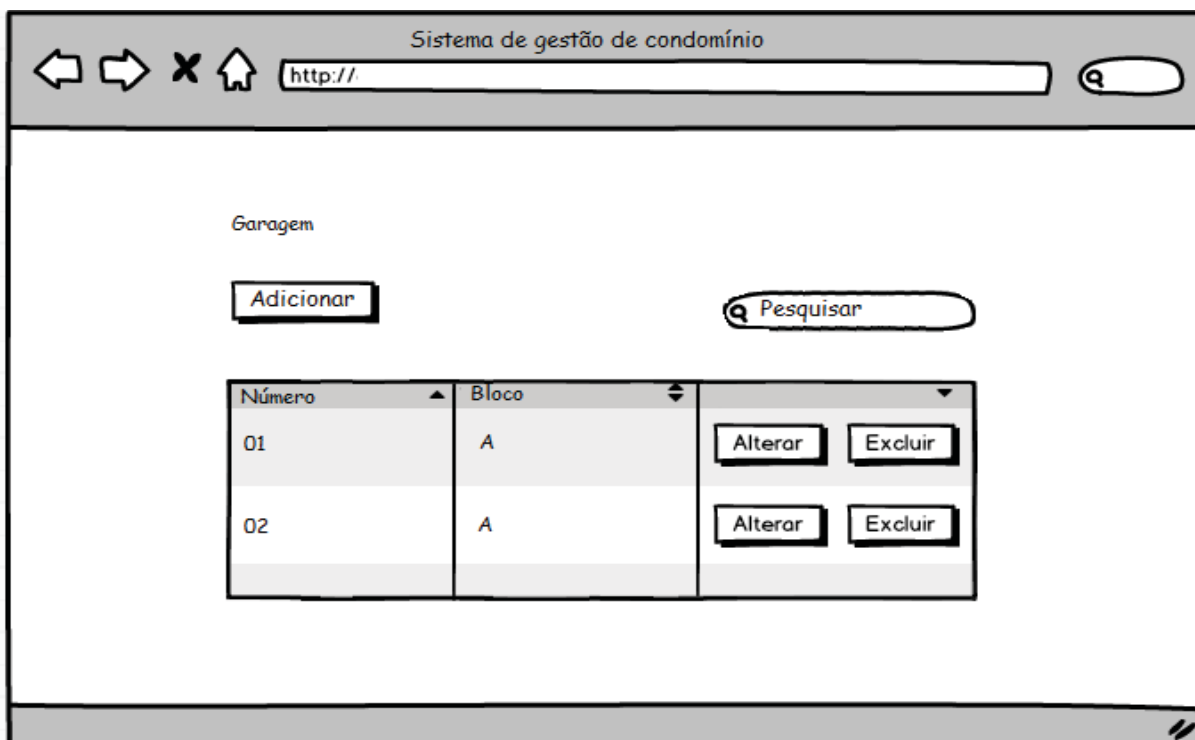 Sistema de gestão de condomínio
http://
Garagem
Adicionar
Pesquisar
Número Bloco
01 A Alterar Excluir
02 A Alterar Excluir